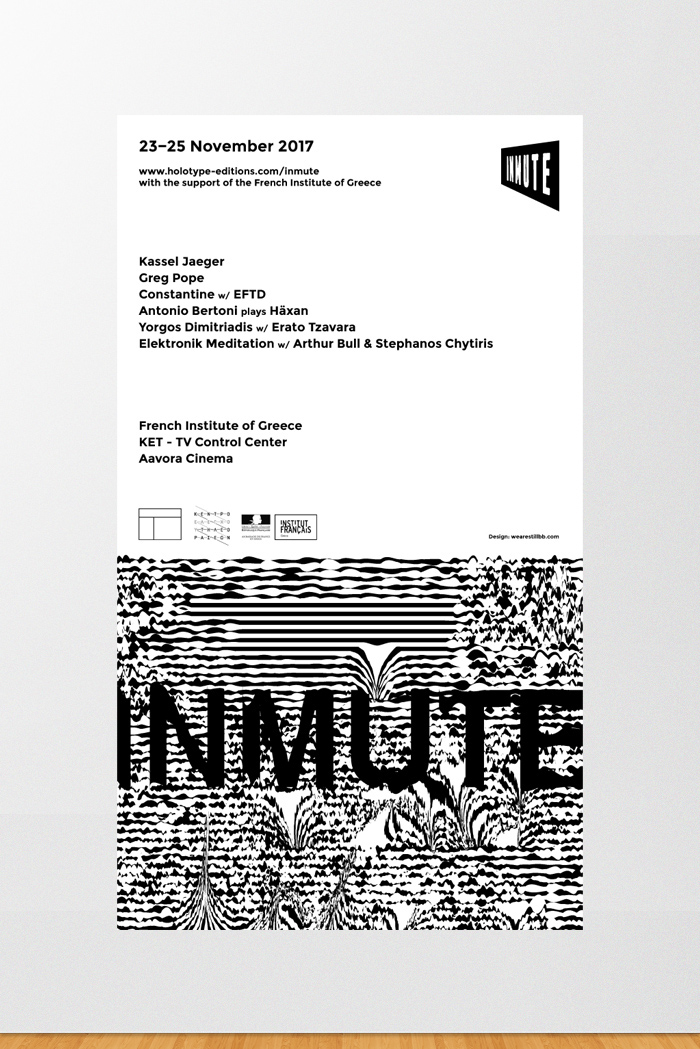 23–25 November 2017
INMUTE
www.holotype-editions.com/inmute
with the support of the French Institute of Greece
Kassel Jaeger
Greg Pope
Constantine w/ EFTD
Antonio Bertoni plays Häxan
Yorgos Dimitriadis w/ Erato Tzavara
Elektronik Meditation w/ Arthur Bull & Stephanos Chytiris
French Institute of Greece
KET - TV Control Center
Aavora Cinema
INSTITUT
FRANÇAIS
Design: wearestillbb.com
INMUTE